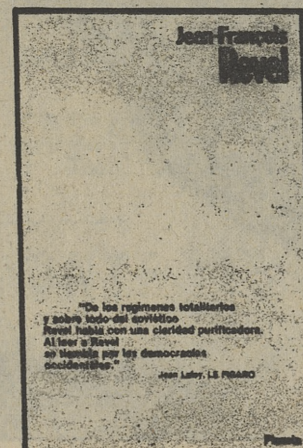 Jean-François
Revel
"De los regímenes totalitarios
y sobre todo del soviético
Revel habla con una claridad purificadora.
Al leer a Revel
se tiembla por las democracias
occidentales."
Jean Laloy, LE FIGARO